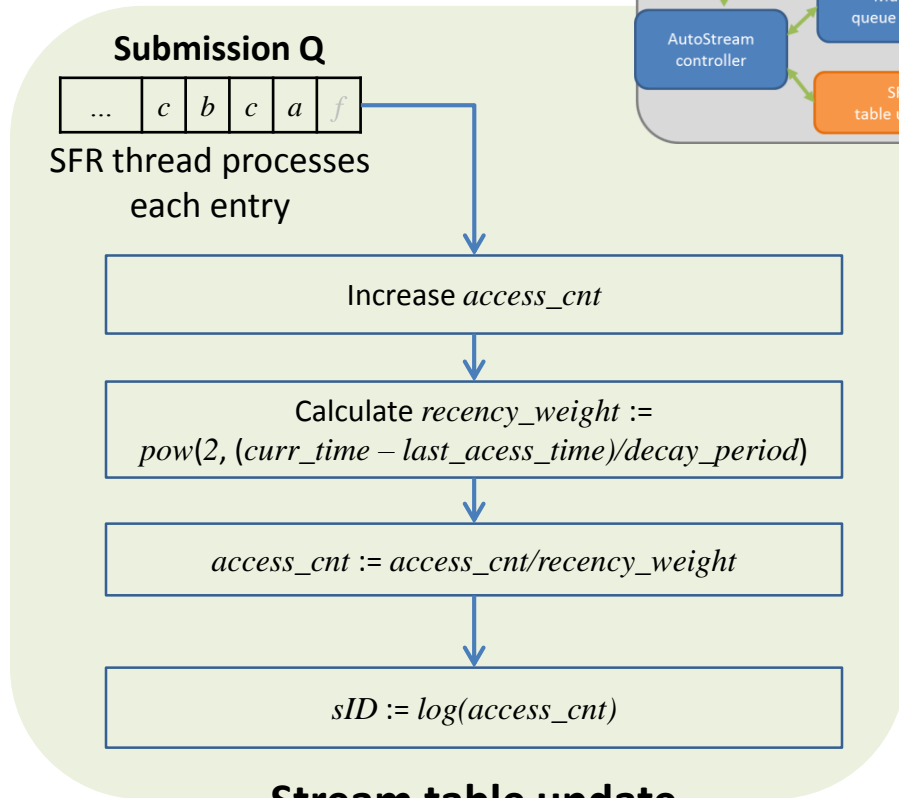 Submission Q
... c b c a f
SFR thread processes
each entry
AutoStream
controller
queue
table
Increase access_cnt
Calculate recency_weight :=
pow(2, (curr_time – last_acess_time)/decay_period)
access_cnt := access_cnt/recency_weight
sID := log(access_cnt)
Stream table update